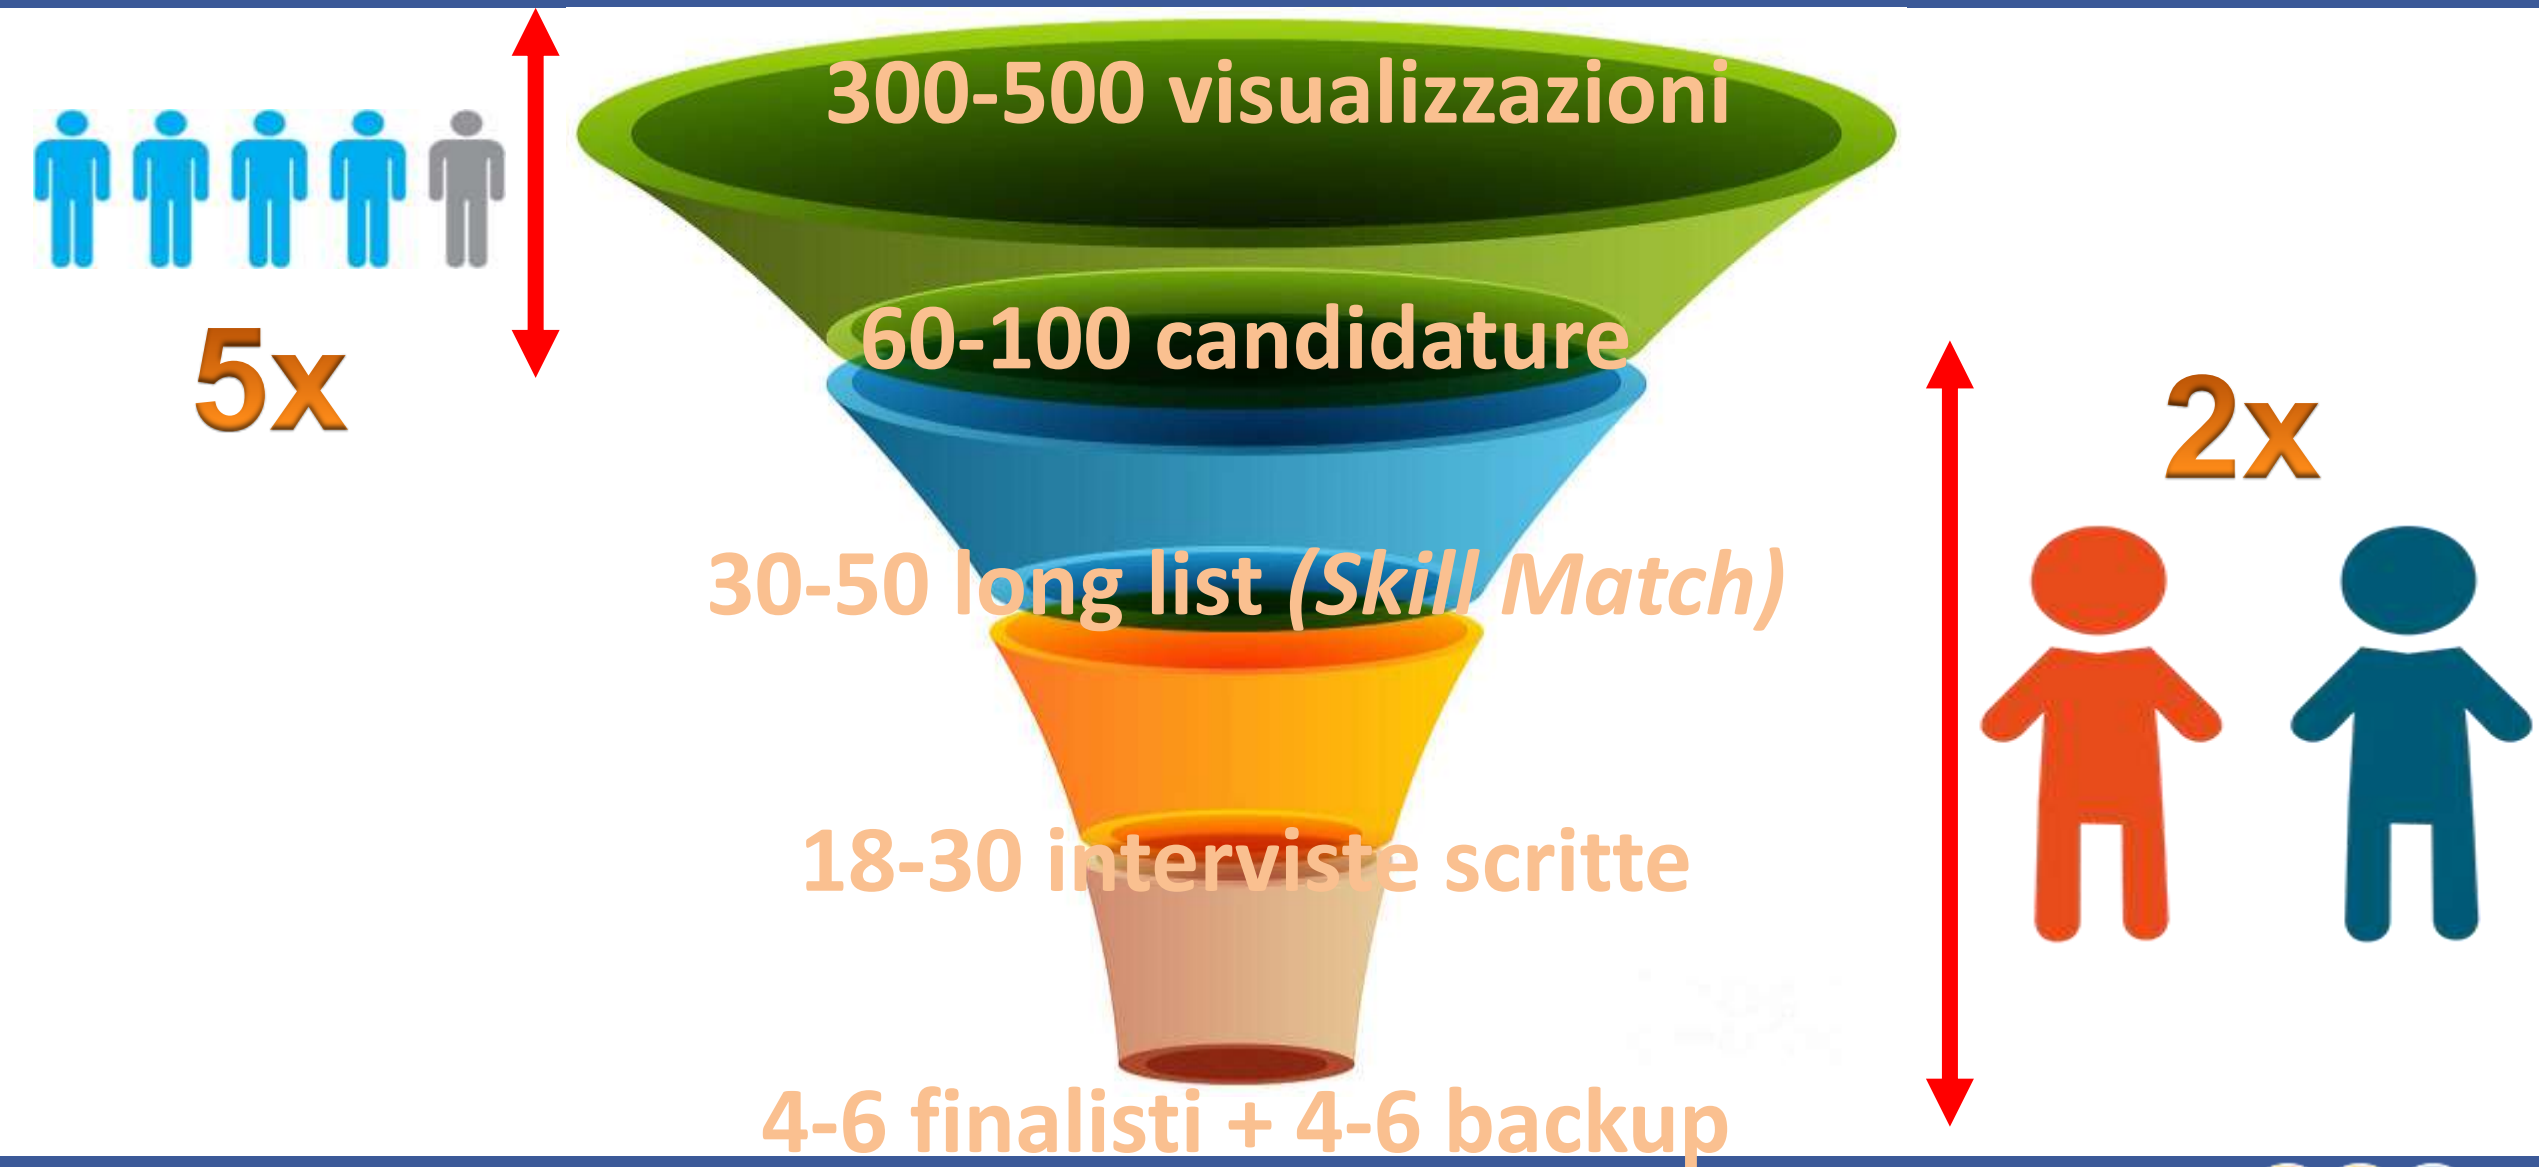 300-500 visualizzazioni
60-100 candidature
5x
2x
30-50 long list (Skill Match)
18-30 interviste scritte
4-6 finalisti + 4-6 backup